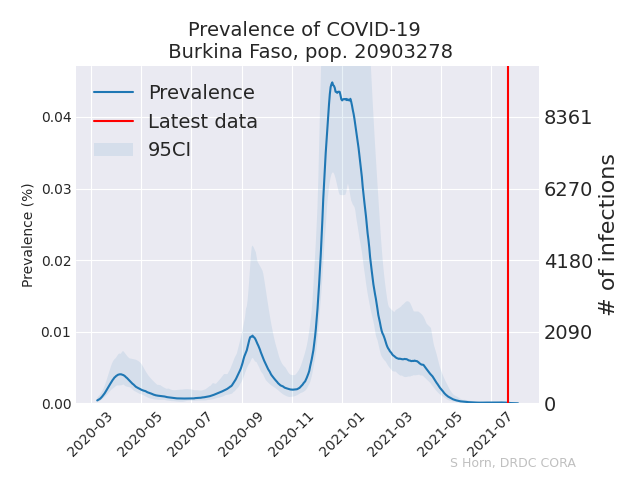 Prevalence of COVID-19
Burkina Faso, pop. 20903278
Prevalence
Latest data
95CI
0.04
0.03
0.02
0.01
0.00
Prevalence (%)
8361
6270
4180
2090
0
# of infections
2020-03
2020-05
2020-07
2020-09
2020-11
2021-01
2021-03
2021-05
2021-07
S Horn, DRDC CORA